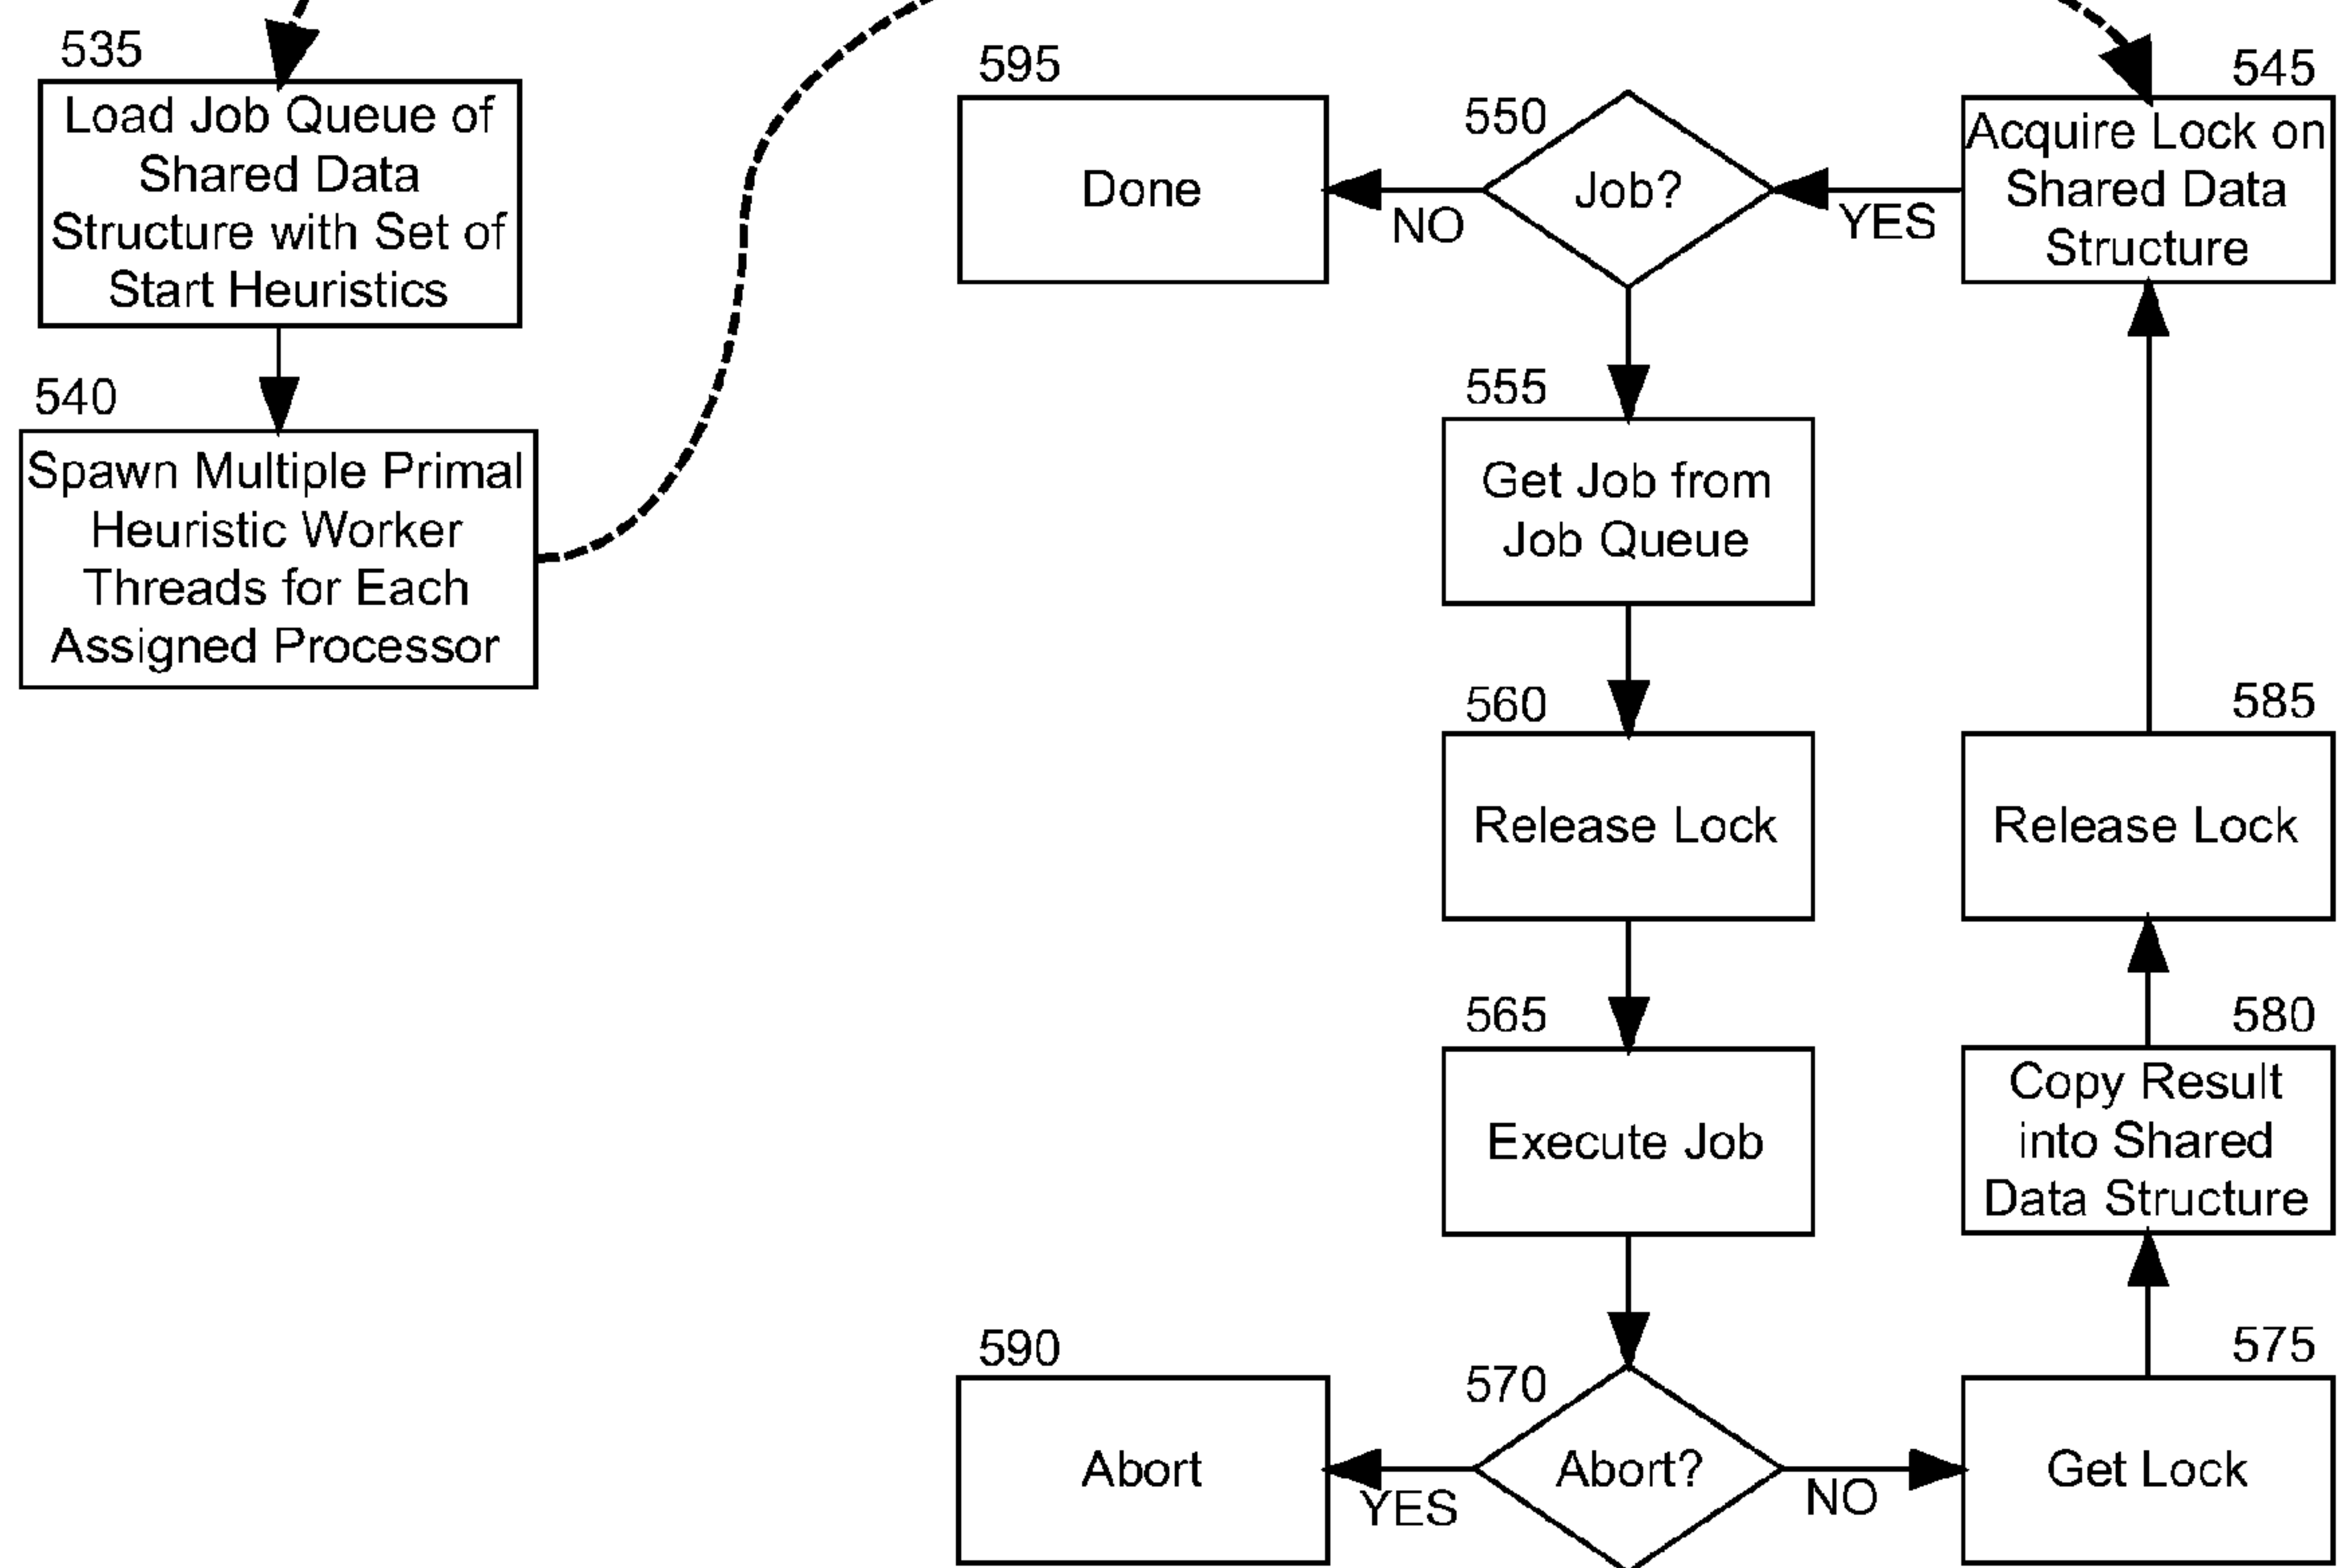 535
Load Job Queue of
Shared Data
Structure with Set of
Start Heuristics
540
Spawn Multiple Primal
Heuristic Worker
Threads for Each
Assigned Processor
595
Done
NO
550
Job?
YES
545
Acquire Lock on
Shared Data
Structure
555
Get Job from
Job Queue
560
Release Lock
565
Execute Job
570
Abort?
YES
590
Abort
NO
575
Get Lock
580
Copy Result
into Shared
Data Structure
585
Release Lock